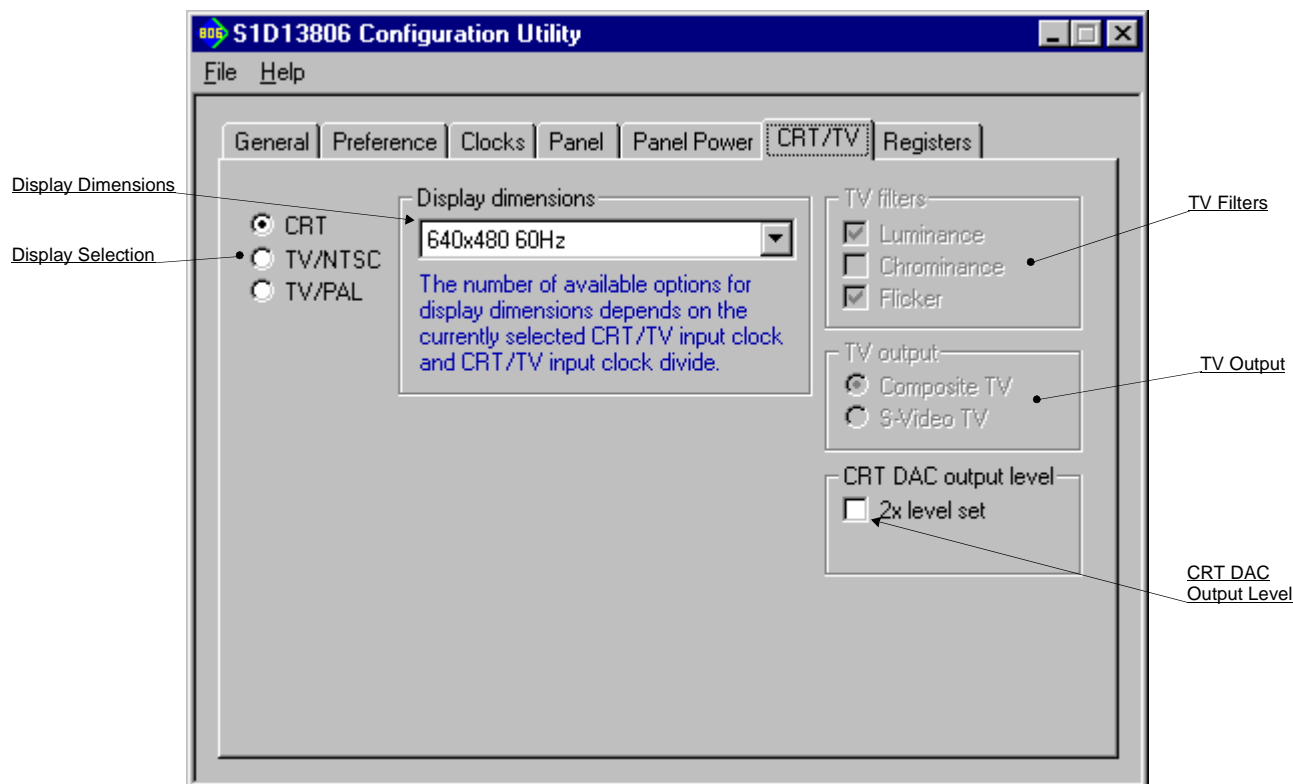 806 S1D13806 Configuration Utility
File Help
General Preference Clocks Panel Panel Power CRT/TV Registers
Display Dimensions
Display Selection
CRT
TV/NTSC
TV/PAL
Display dimensions
640x480 60Hz
The number of available options for
display dimensions depends on the
currently selected CRT/TV input clock
and CRT/TV input clock divide.
TV filters
Luminance
Chrominance
Flicker
TV output
Composite TV
S-Video TV
CRT DAC output level
2x level set
TV Filters
TV Output
CRT DAC
Output Level